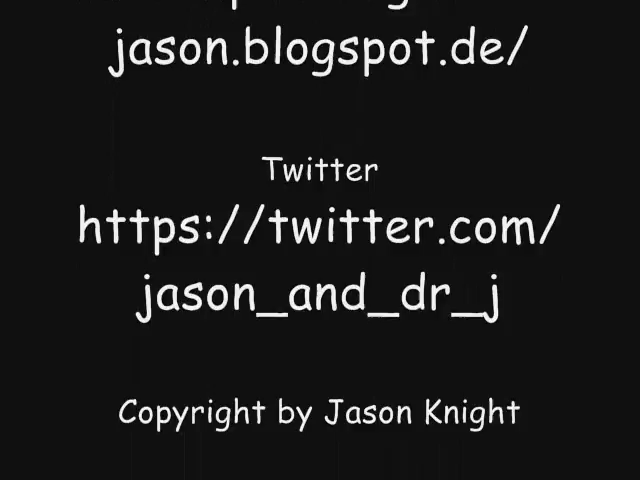 jason.blogspot.de/
Twitter
https://twitter.com/
jason_and_dr_j
Copyright by Jason Knight